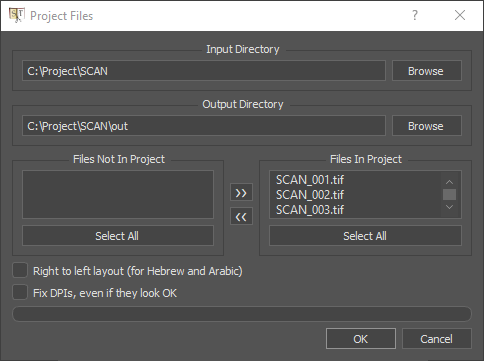 Project Files
Input Directory
C:\Project\SCAN
Browse
Output Directory
C:\Project\SCAN\out
Browse
Files Not In Project
Select All
>>
<<
Files In Project
SCAN_001.tif
SCAN_002.tif
SCAN_003.tif
Select All
Right to left layout (for Hebrew and Arabic)
Fix DPIs, even if they look OK
OK
Cancel